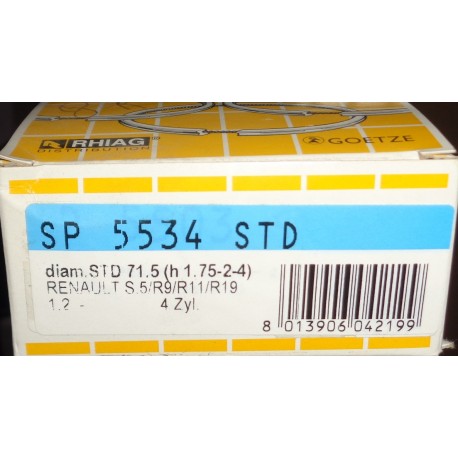 RHIAG ®
DISTRIBUTION
GOETZE
SP 5534 STD
diam.STD 71.5 (h 1.75-2-4)
RENAULT S.5/R9/R11/R19
1.2 - 4 Zyl.
8 013906 042199